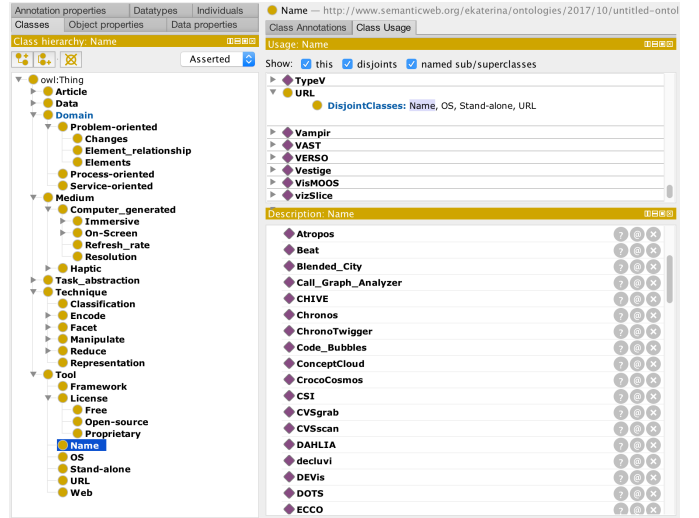 Annotation properties Datatypes Individuals
Classes Object properties Data properties
Class hierarchy: Name
Asserted
owl:Thing
Article
Data
Domain
Problem-oriented
Changes
Element_relationship
Elements
Process-oriented
Service-oriented
Medium
Computer_generated
Immersive
On-Screen
Refresh_rate
Resolution
Haptic
Task_abstraction
Technique
Classification
Encode
Facet
Manipulate
Reduce
Representation
Tool
Framework
License
Free
Open-source
Proprietary
Name
OS
Stand-alone
URL
Web
Name — http://www.semanticweb.org/ekaterina/ontologies/2017/10/untitled-ontol
Class Annotations Class Usage
Usage: Name
Show: this disjoints named sub/superclasses
TypeV
URL
DisjointClasses: Name, OS, Stand-alone, URL
Vampir
VAST
VERSO
Vestige
VisMOOS
vizSlice
Description: Name
Atropos ? @
Beat ? @
Blended_City ? @
Call_Graph_Analyzer ? @
CHIVE ? @
Chronos ? @
ChronoTwigger ? @
Code_Bubbles ? @
ConceptCloud ? @
CrocoCosmos ? @
CSI ? @
CVSgrab ? @
CVSscan ? @
DAHLIA ? @
decluvi ? @
DEVis ? @
DOTS ? @
ECCO ? @